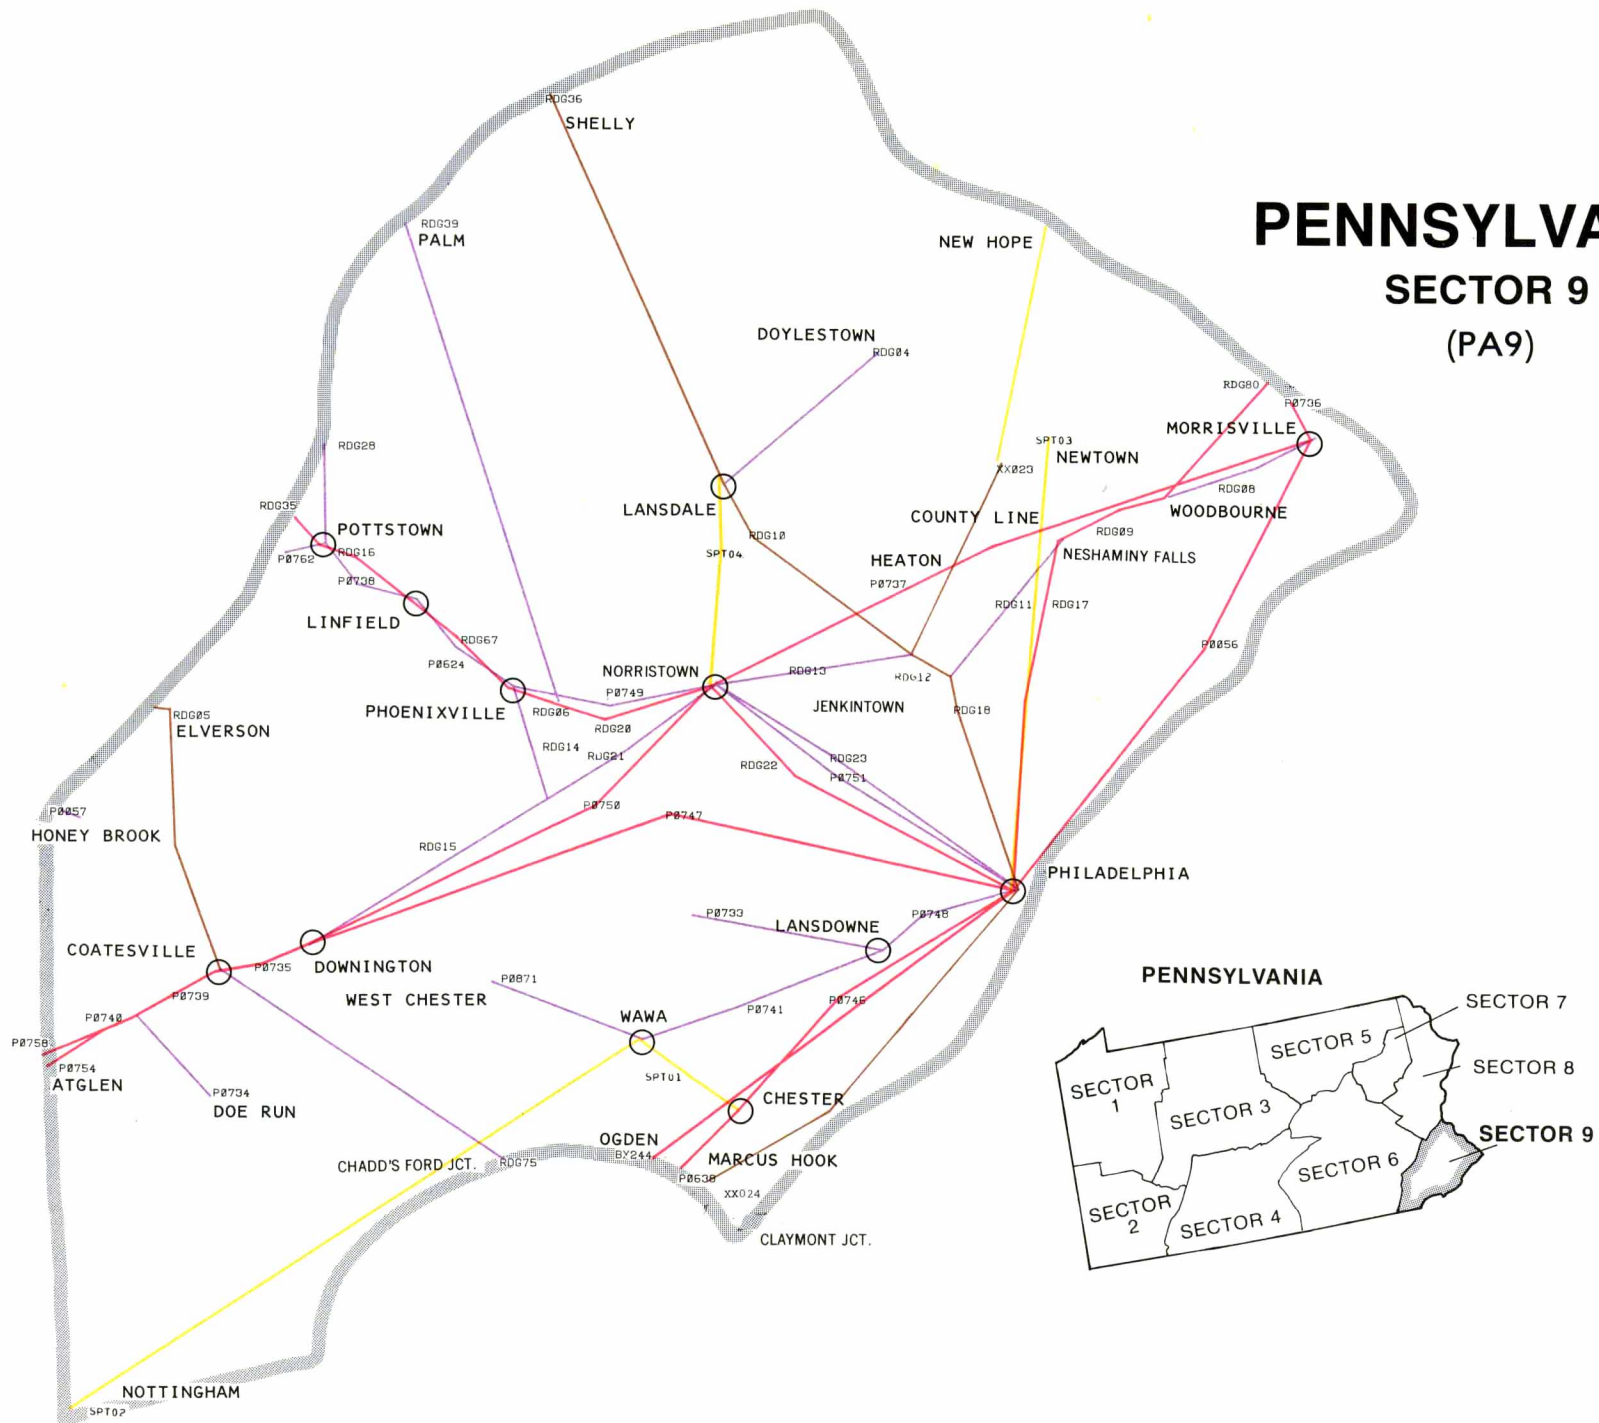 RDG36
SHELLY
RDG39
PALM
NEW HOPE
PENNSYLVA
SECTOR 9
(PA9)
DOYLESTOWN
RDG04
RDG80
P0736
MORRISVILLE
SPT03
NEWTOWN
RDG28
XX023
RDG08
LANSDALE
WOODBOURNE
COUNTY LINE
RDG35
POTTSTOWN
RDG10
RDG09
P0762
RDG16
SPT04
HEATON
NESHAMINY FALLS
P0738
P0737
LINFIELD
RDG11
RDG17
RDG67
P0624
P0056
NORRISTOWN
RDG13
RDG12
P0749
PHOENIXVILLE
RDG06
JENKINTOWN
RDG18
RDG05
RDG20
ELVERSON
RDG14
RDG21
RDG22
RDG23
P0751
P0057
P0750
P0747
HONEY BROOK
RDG15
PHILADELPHIA
P0733
P0748
LANSDOWNE
COATESVILLE
P0735
DOWNINGTON
P0871
WEST CHESTER
P0739
P0746
P0741
P0740
WAWA
P0758
P0754
ATGLEN
SPT01
P0734
DOE RUN
CHESTER
OGDEN
BX244
CHADD'S FORD JCT.
RDG75
MARCUS HOOK
P0638
XX024
CLAYMONT JCT.
NOTTINGHAM
SPT02
PENNSYLVANIA
SECTOR 7
SECTOR 5
SECTOR 8
SECTOR
1
SECTOR 3
SECTOR 9
SECTOR 6
SECTOR
2
SECTOR 4